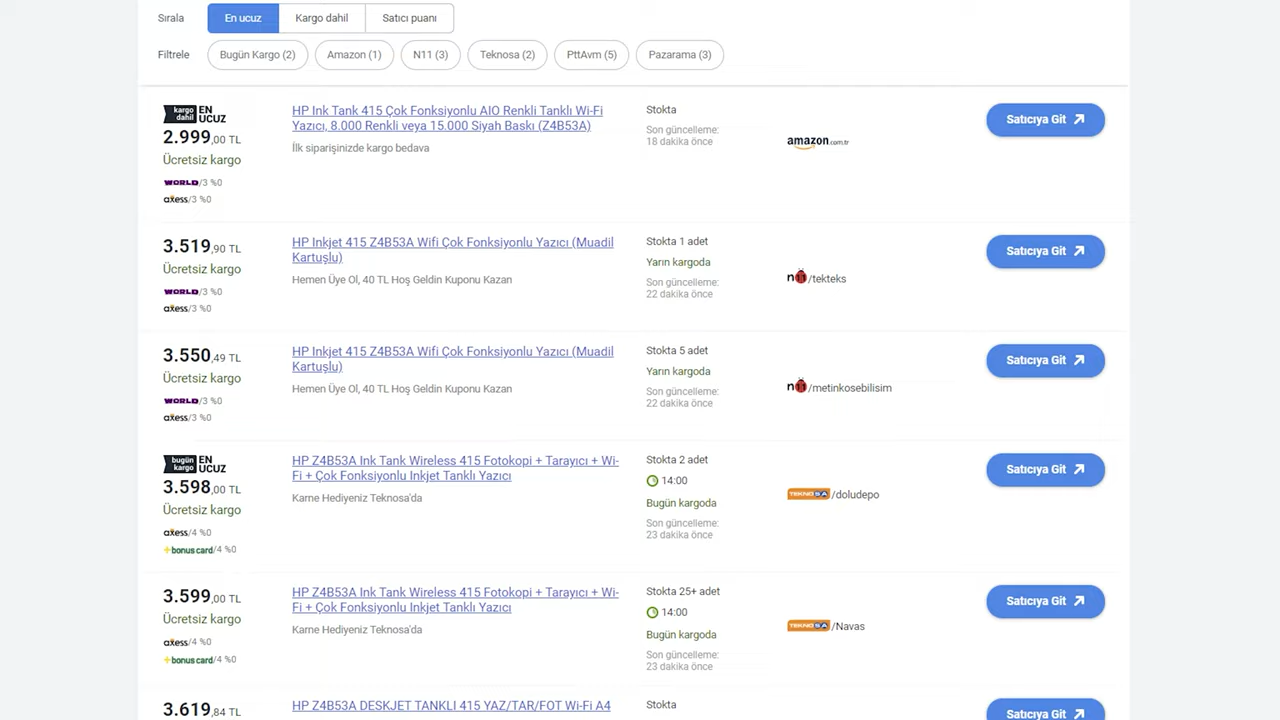 Sırala
En ucuz
Kargo dahil
Satıcı puanı
Filtrele
Bugün Kargo (2)
Amazon (1)
N11 (3)
Teknosa (2)
PttAvm (5)
Pazarama (3)
kargo dahil EN UCUZ
2.999,00 TL
Ücretsiz kargo
WORLD/3 %0
axess/3 %0
HP Ink Tank 415 Çok Fonksiyonlu AIO Renkli Tanklı Wi-Fi
Yazıcı, 8.000 Renkli veya 15.000 Siyah Baskı (Z4B53A)
İlk siparişinizde kargo bedava
Stokta
Son güncelleme:
18 dakika önce
amazon.com.tr
Satıcıya Git
3.519,90 TL
Ücretsiz kargo
WORLD/3 %0
axess/3 %0
HP Inkjet 415 Z4B53A Wifi Çok Fonksiyonlu Yazıcı (Muadil
Kartuşlu)
Hemen Üye Ol, 40 TL Hoş Geldin Kuponu Kazan
Stokta 1 adet
Yarın kargoda
Son güncelleme:
22 dakika önce
n11/tekteks
Satıcıya Git
3.550,49 TL
Ücretsiz kargo
WORLD/3 %0
axess/3 %0
HP Inkjet 415 Z4B53A Wifi Çok Fonksiyonlu Yazıcı (Muadil
Kartuşlu)
Hemen Üye Ol, 40 TL Hoş Geldin Kuponu Kazan
Stokta 5 adet
Yarın kargoda
Son güncelleme:
22 dakika önce
n11/metinkosebilisim
Satıcıya Git
bugün kargo EN UCUZ
3.598,00 TL
Ücretsiz kargo
axess/4 %0
+bonus card/4 %0
HP Z4B53A Ink Tank Wireless 415 Fotokopi + Tarayıcı + Wi-
Fi + Çok Fonksiyonlu Inkjet Tanklı Yazıcı
Karne Hediyeniz Teknosa'da
Stokta 2 adet
14:00
Bugün kargoda
Son güncelleme:
23 dakika önce
TEKNOSA/doludepo
Satıcıya Git
3.599,00 TL
Ücretsiz kargo
axess/4 %0
+bonus card/4 %0
HP Z4B53A Ink Tank Wireless 415 Fotokopi + Tarayıcı + Wi-
Fi + Çok Fonksiyonlu Inkjet Tanklı Yazıcı
Karne Hediyeniz Teknosa'da
Stokta 25+ adet
14:00
Bugün kargoda
Son güncelleme:
23 dakika önce
TEKNOSA/Navas
Satıcıya Git
3.619,84 TL
HP Z4B53A DESKJET TANKLI 415 YAZ/TAR/FOT Wi-Fi A4
Stokta
Satıcıya Git